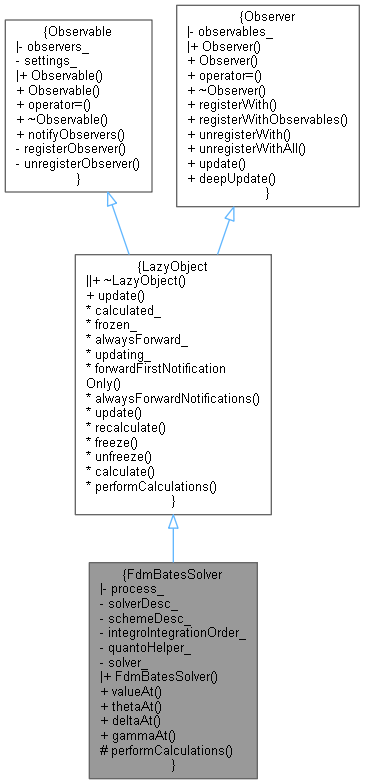 {Observable
|- observers_
- settings_
|+ Observable()
+ Observable()
+ operator=()
+ ~Observable()
+ notifyObservers()
- registerObserver()
- unregisterObserver()
}
{Observer
|- observables_
|+ Observer()
+ Observer()
+ operator=()
+ ~Observer()
+ registerWith()
+ registerWithObservables()
+ unregisterWith()
+ unregisterWithAll()
+ update()
+ deepUpdate()
}
{LazyObject
||+ ~LazyObject()
+ update()
* calculated_
* frozen_
* alwaysForward_
* updating_
* forwardFirstNotification
Only()
* alwaysForwardNotifications()
* update()
* recalculate()
* freeze()
* unfreeze()
* calculate()
* performCalculations()
}
{FdmBatesSolver
|- process_
- solverDesc_
- schemeDesc_
- integroIntegrationOrder_
- quantoHelper_
- solver_
|+ FdmBatesSolver()
+ valueAt()
+ thetaAt()
+ deltaAt()
+ gammaAt()
# performCalculations()
}